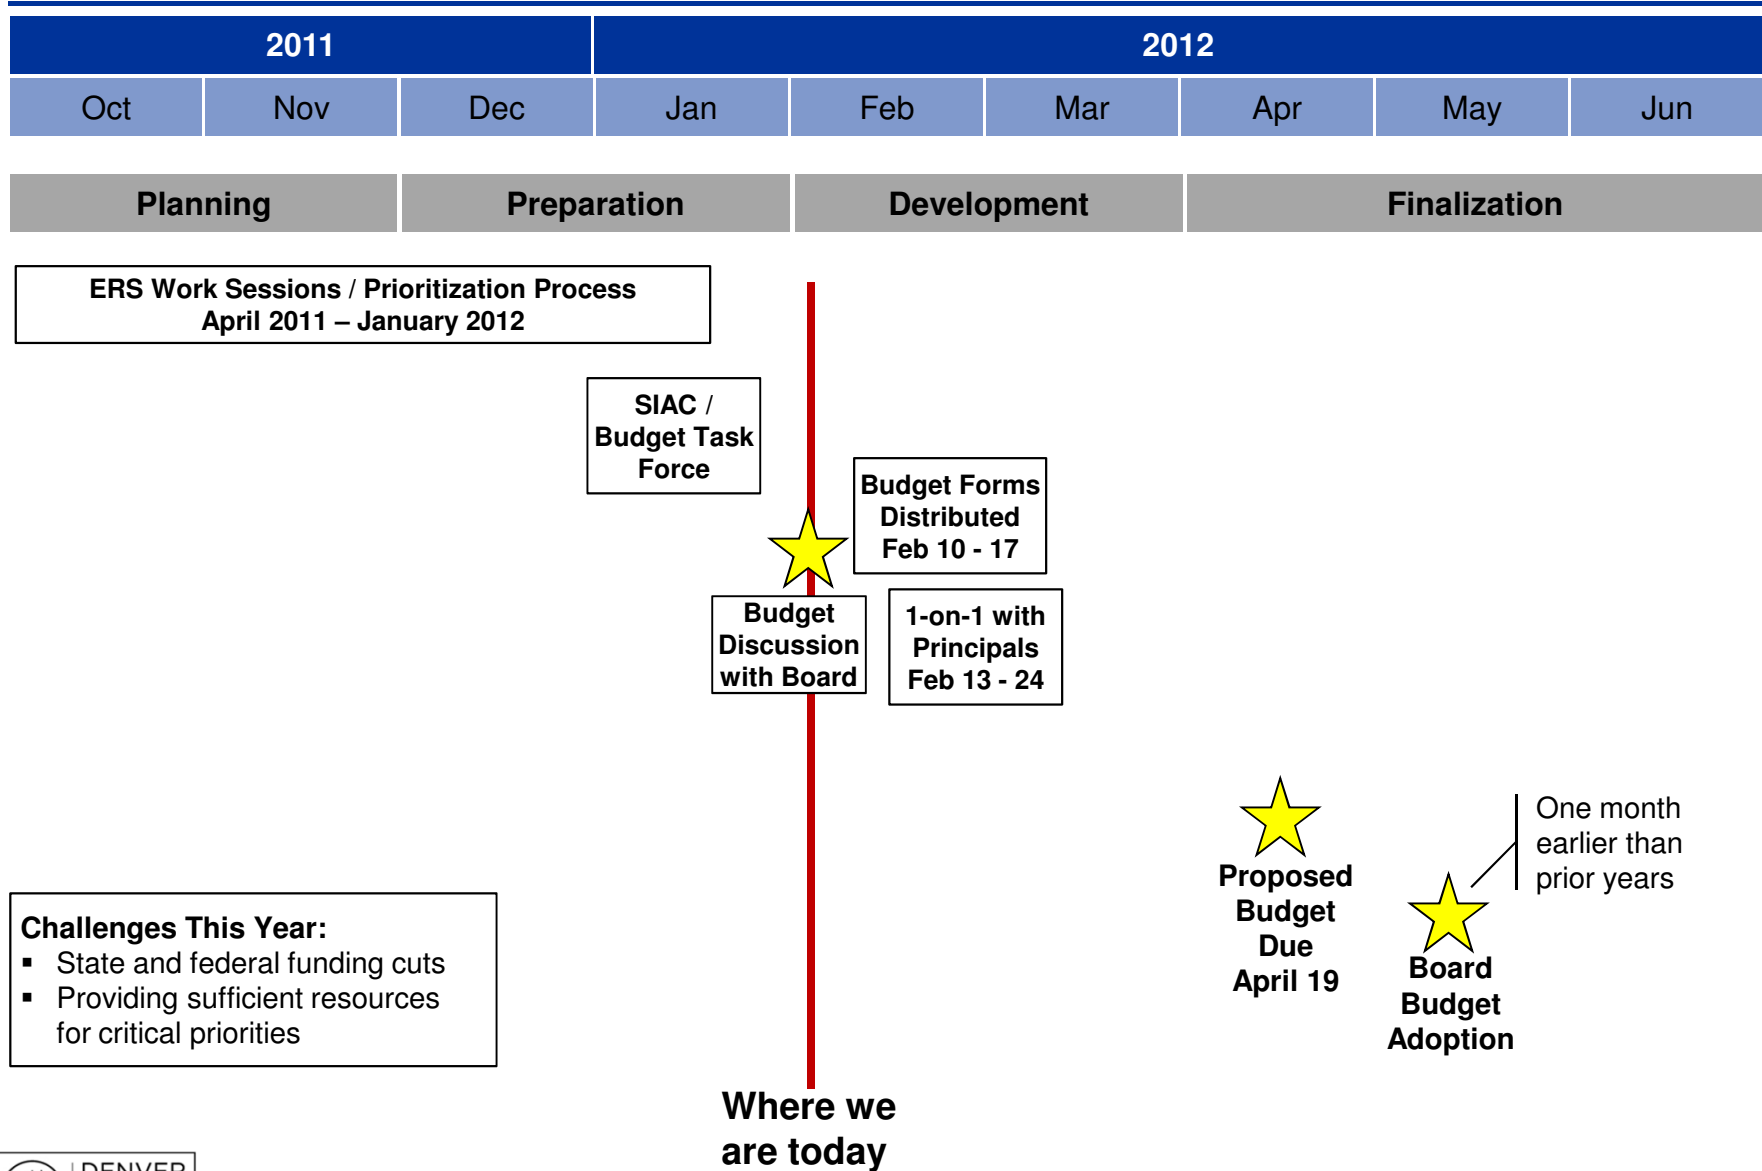 2011
2012
Oct
Nov
Dec
Jan
Feb
Mar
Apr
May
Jun
Planning
Preparation
Development
Finalization
ERS Work Sessions / Prioritization Process
April 2011 – January 2012
SIAC /
Budget Task
Force
Budget Forms
Distributed
Feb 10 - 17
Budget
Discussion
with Board
1-on-1 with
Principals
Feb 13 - 24
One month
earlier than
prior years
Proposed
Budget
Due
April 19
Board
Budget
Adoption
Challenges This Year:
▪ State and federal funding cuts
▪ Providing sufficient resources
for critical priorities
Where we
are today
DENVER